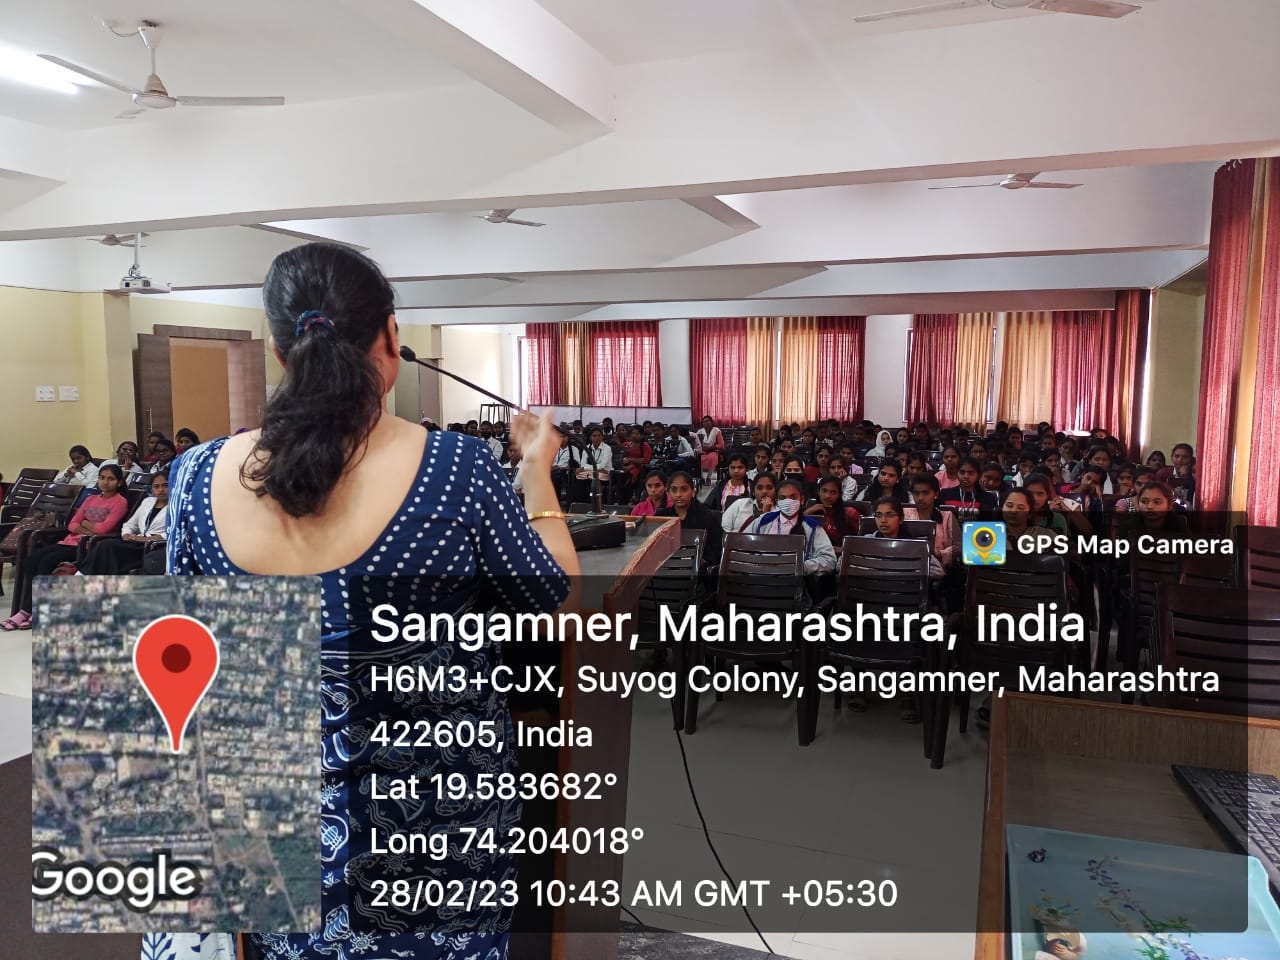 GPS Map Camera
Sangamner, Maharashtra, India
H6M3+CJX, Suyog Colony, Sangamner, Maharashtra
422605, India
Lat 19.583682°
Long 74.204018°
28/02/23 10:43 AM GMT +05:30
Google